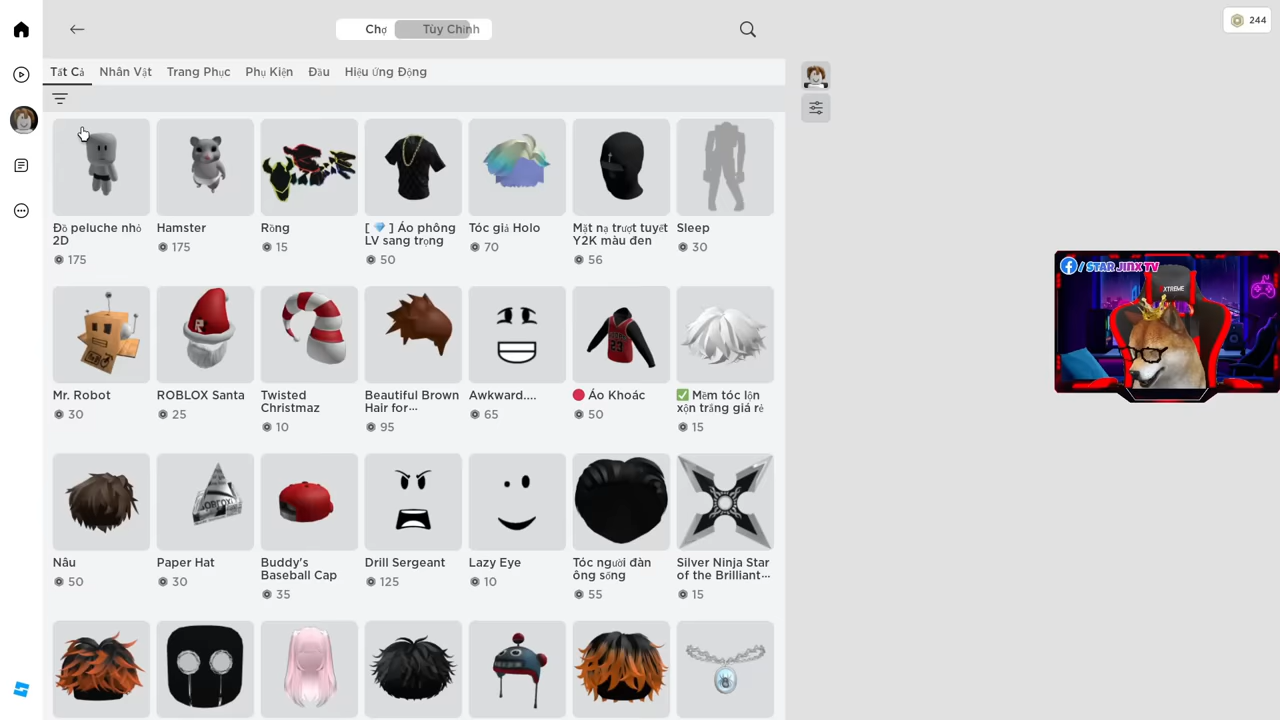 Chợ Tùy Chỉnh
244
Tất Cả Nhân Vật Trang Phục Phụ Kiện Đầu Hiệu Ứng Động
Đồ peluche nhỏ
2D
175
Hamster
175
Rồng
15
[ 💎 ] Áo phông
LV sang trọng
50
Tóc giả Holo
70
Mặt nạ trượt tuyết
Y2K màu đen
56
Sleep
30
/ STAR JINX TV
XTREME
Mr. Robot
30
ROBLOX Santa
25
Twisted
Christmaz
10
Beautiful Brown
Hair for...
95
Awkward....
65
🔴 Áo Khoác
50
✅ Mềm tóc lộn
xộn trắng giá rẻ
15
Nâu
50
Paper Hat
30
Buddy's
Baseball Cap
35
Drill Sergeant
125
Lazy Eye
10
Tóc người đàn
ông sống
55
Silver Ninja Star
of the Brilliant...
15